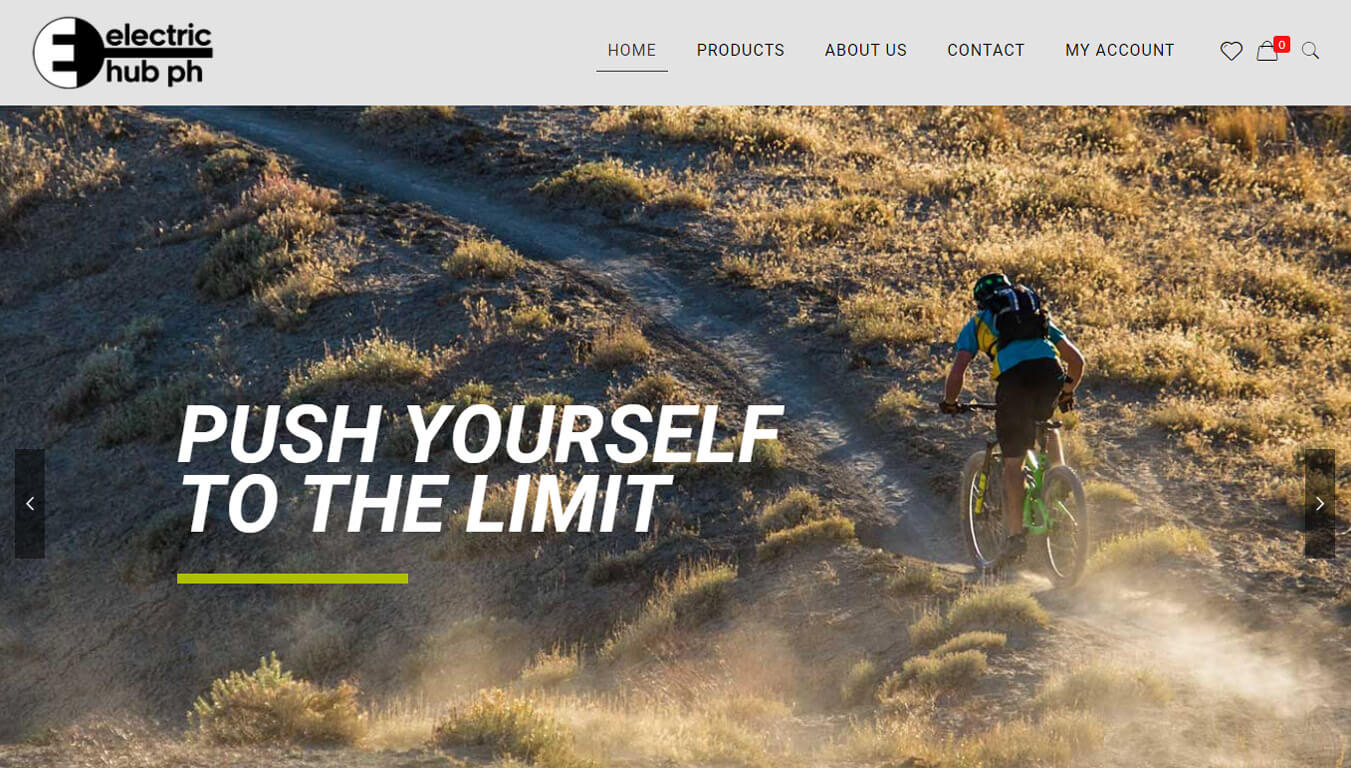 electric
hub ph
HOME
PRODUCTS
ABOUT US
CONTACT
MY ACCOUNT
0
PUSH YOURSELF
TO THE LIMIT